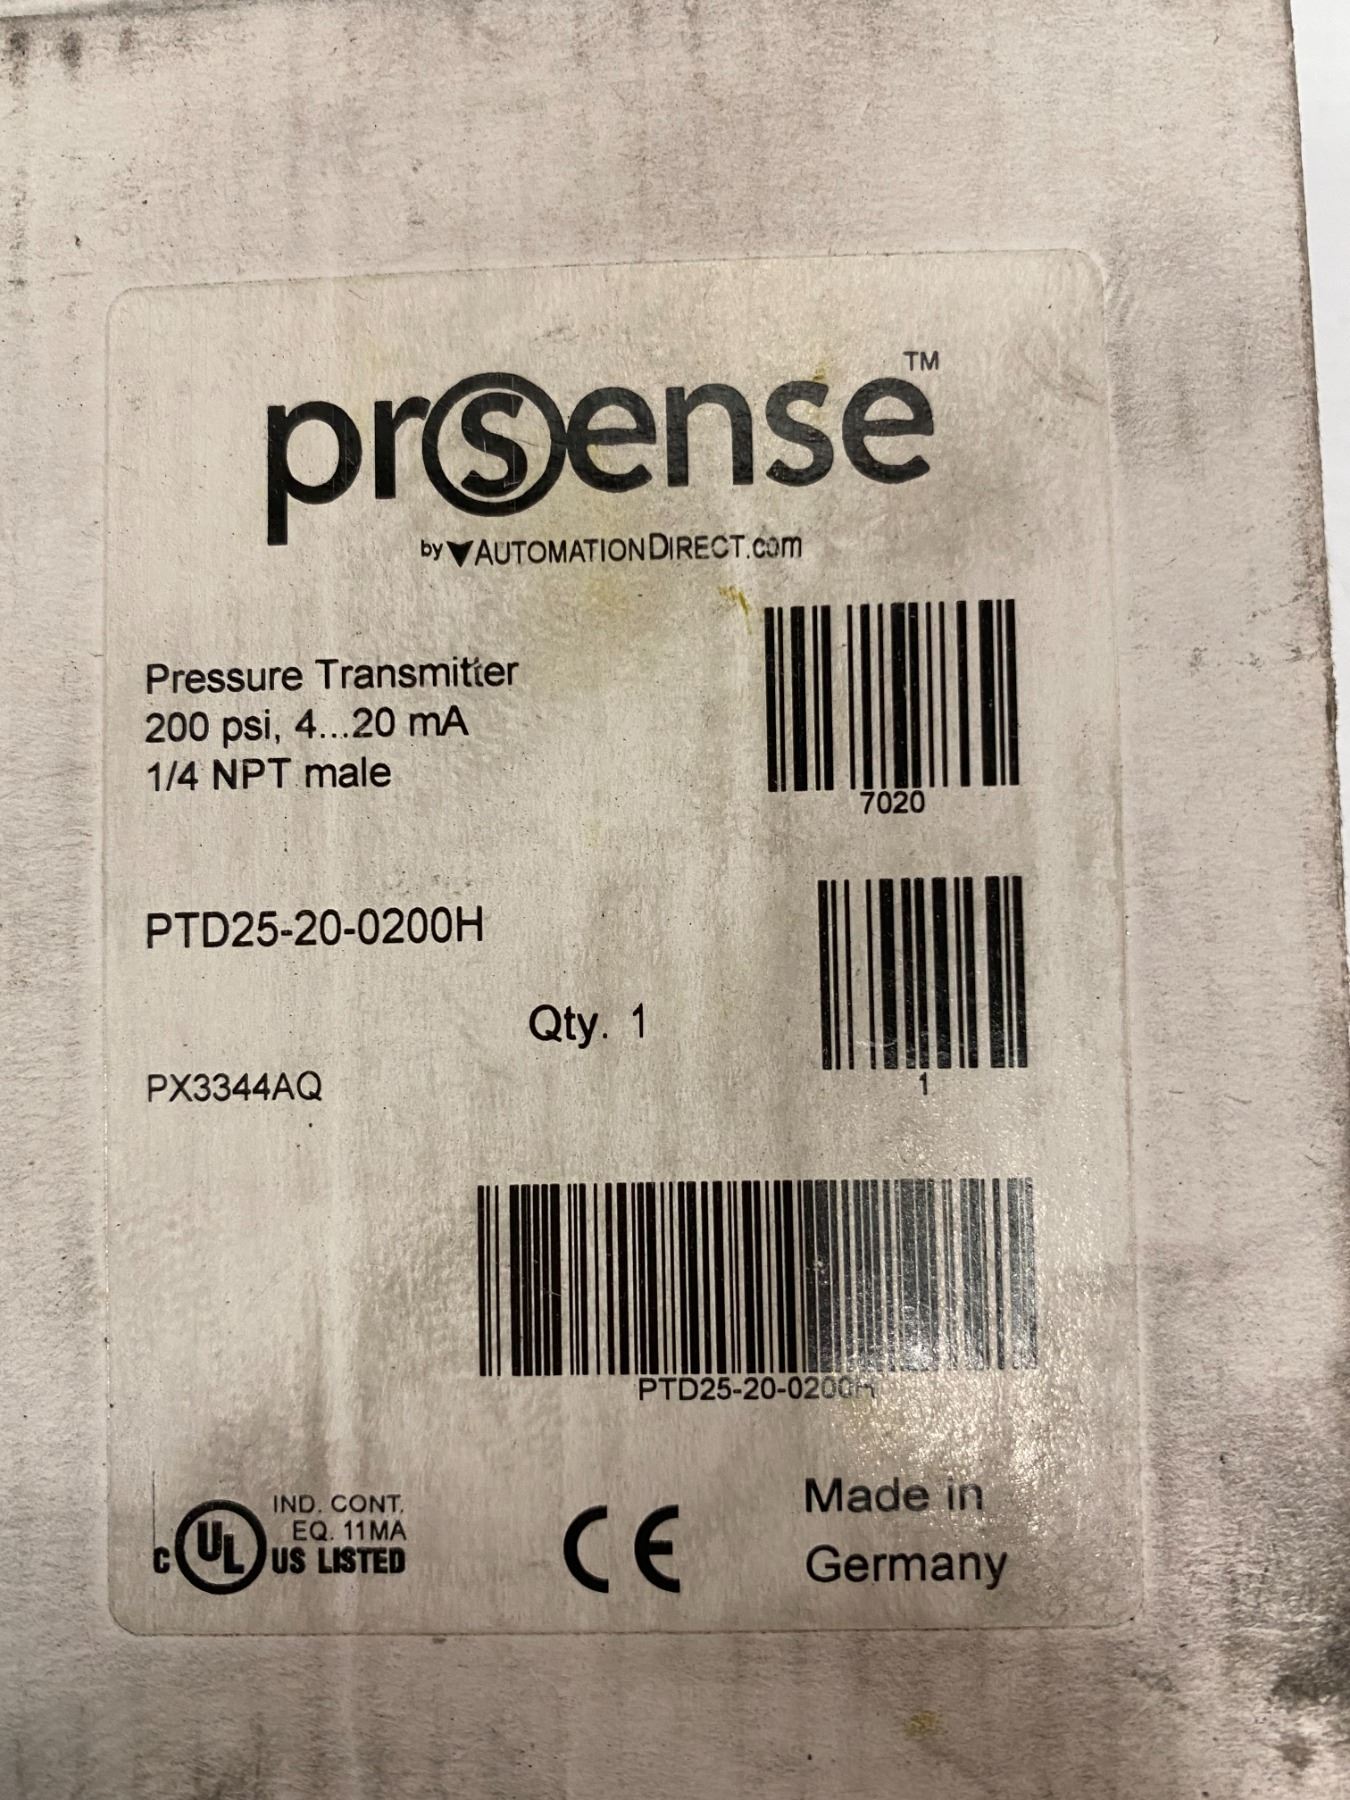 prosense™
by AUTOMATIONDIRECT.com
Pressure Transmitter
200 psi, 4...20 mA
1/4 NPT male
7020
PTD25-20-0200H
Qty. 1
1
PX3344AQ
PTD25-20-0200H
IND. CONT.
EQ. 11MA
C UL US LISTED
CE
Made in
Germany